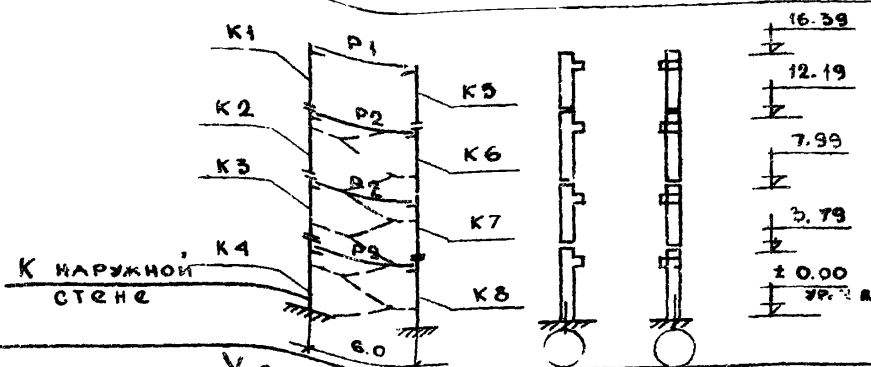 К1
Р1
К5
К2
Р2
К6
К3
К7
К4
К8
К НАРУЖНОЙ
СТЕНЕ
6.0
16.39
12.19
7.99
3.79
± 0.00